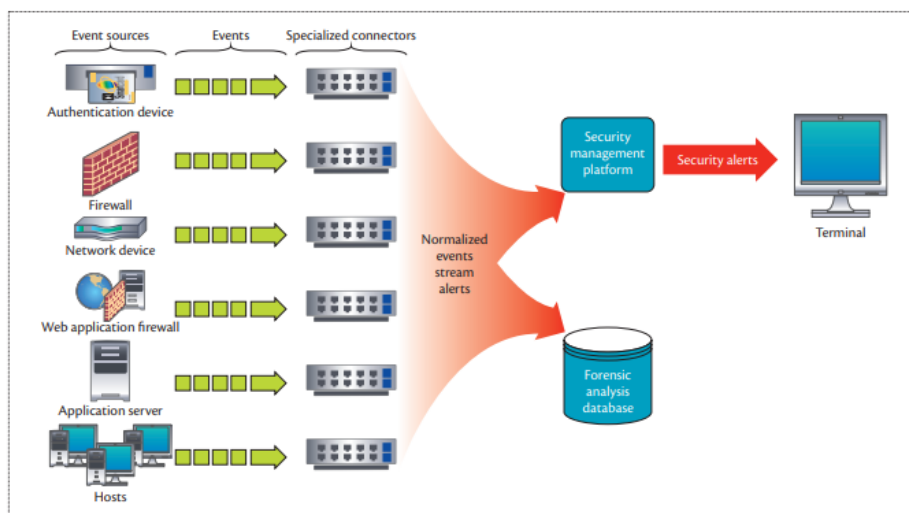 Event sources
Events
Specialized connectors
Authentication device
Firewall
Network device
Web application firewall
Application server
Hosts
Normalized
events
stream
alerts
Security
management
platform
Security alerts
Terminal
Forensic
analysis
database